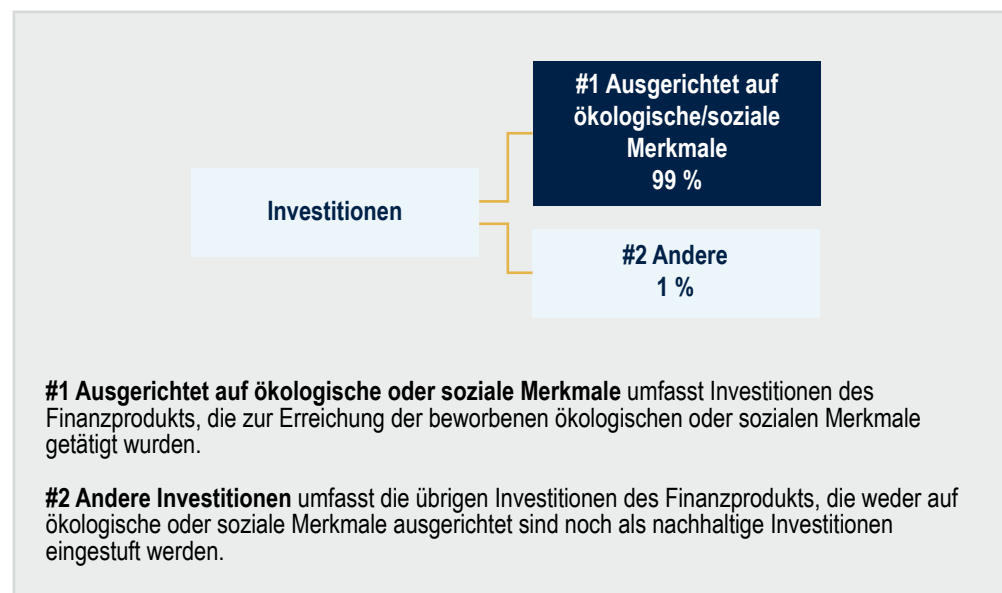 #1 Ausgerichtet auf
ökologische/soziale
Merkmale
99 %
Investitionen
#2 Andere
1 %
#1 Ausgerichtet auf ökologische oder soziale Merkmale umfasst Investitionen des
Finanzprodukts, die zur Erreichung der beworbenen ökologischen oder sozialen Merkmale
getätigt wurden.
#2 Andere Investitionen umfasst die übrigen Investitionen des Finanzprodukts, die weder auf
ökologische oder soziale Merkmale ausgerichtet sind noch als nachhaltige Investitionen
eingestuft werden.